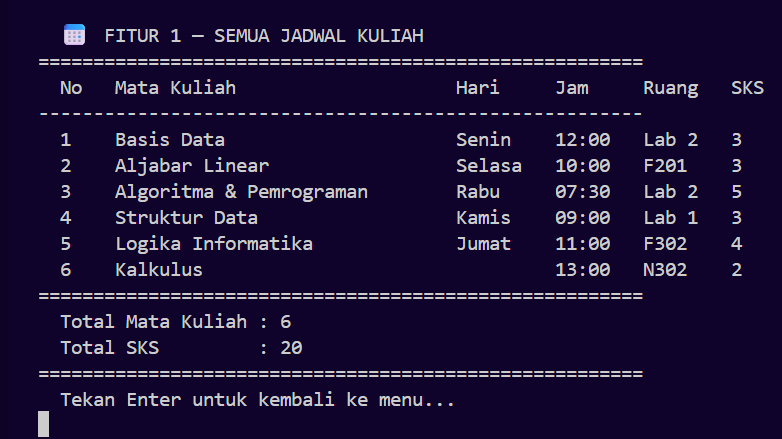 FITUR 1 — SEMUA JADWAL KULIAH
=======================================================
No Mata Kuliah Hari Jam Ruang SKS
-------------------------------------------------------
1 Basis Data Senin 12:00 Lab 2 3
2 Aljabar Linear Selasa 10:00 F201 3
3 Algoritma & Pemrograman Rabu 07:30 Lab 2 5
4 Struktur Data Kamis 09:00 Lab 1 3
5 Logika Informatika Jumat 11:00 F302 4
6 Kalkulus 13:00 N302 2
=======================================================
Total Mata Kuliah : 6
Total SKS : 20
=======================================================
Tekan Enter untuk kembali ke menu...